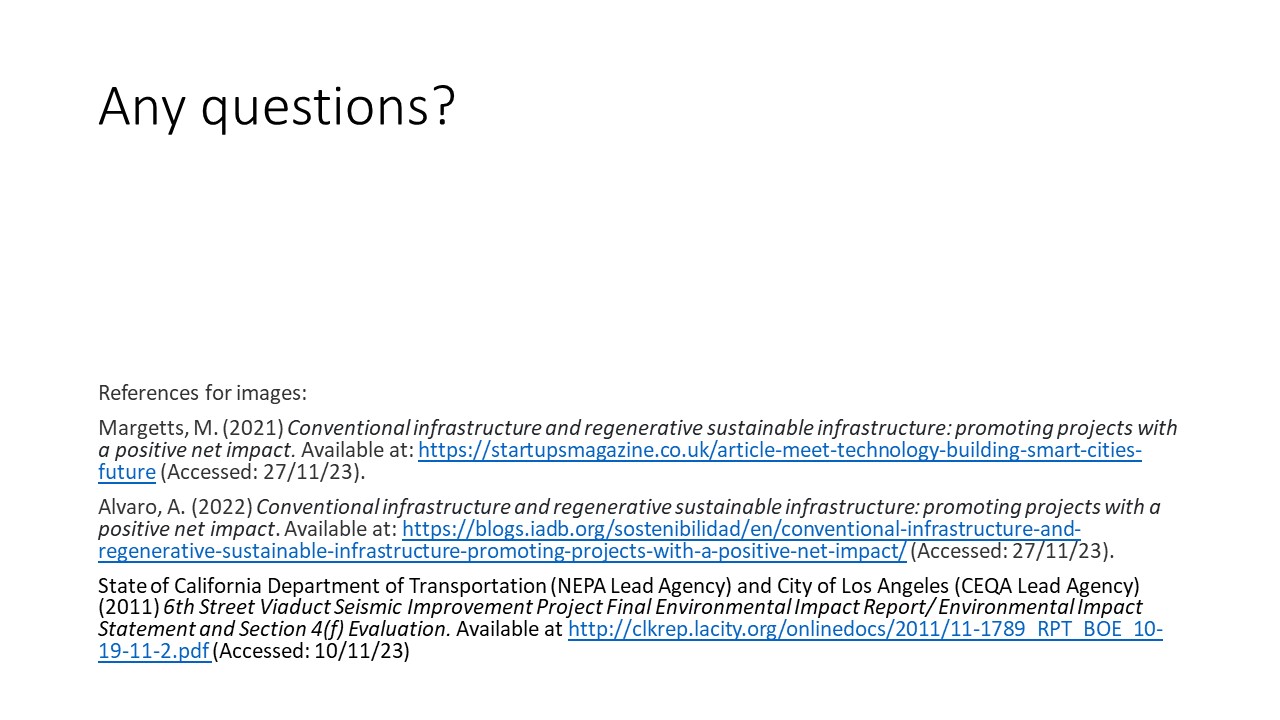 Any questions?
References for images:
Margetts, M. (2021) Conventional infrastructure and regenerative sustainable infrastructure: promoting projects with
a positive net impact. Available at: https://startupsmagazine.co.uk/article-meet-technology-building-smart-cities-
future (Accessed: 27/11/23).
Alvaro, A. (2022) Conventional infrastructure and regenerative sustainable infrastructure: promoting projects with a
positive net impact. Available at: https://blogs.iadb.org/sostenibilidad/en/conventional-infrastructure-and-
regenerative-sustainable-infrastructure-promoting-projects-with-a-positive-net-impact/ (Accessed: 27/11/23).
State of California Department of Transportation (NEPA Lead Agency) and City of Los Angeles (CEQA Lead Agency)
(2011) 6th Street Viaduct Seismic Improvement Project Final Environmental Impact Report/ Environmental Impact
Statement and Section 4(f) Evaluation. Available at http://clkrep.lacity.org/onlinedocs/2011/11-1789_RPT_BOE_10-
19-11-2.pdf (Accessed: 10/11/23)